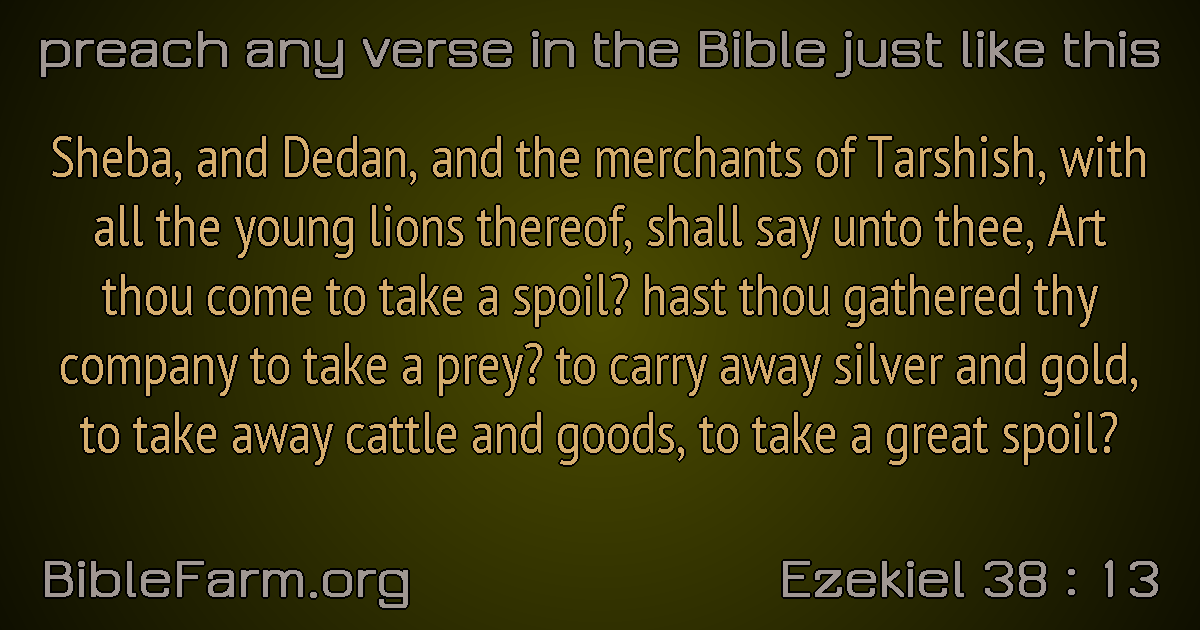 preach any verse in the Bible just like this
Sheba, and Dedan, and the merchants of Tarshish, with
all the young lions thereof, shall say unto thee, Art
thou come to take a spoil? hast thou gathered thy
company to take a prey? to carry away silver and gold,
to take away cattle and goods, to take a great spoil?
BibleFarm.org
Ezekiel 38 : 13